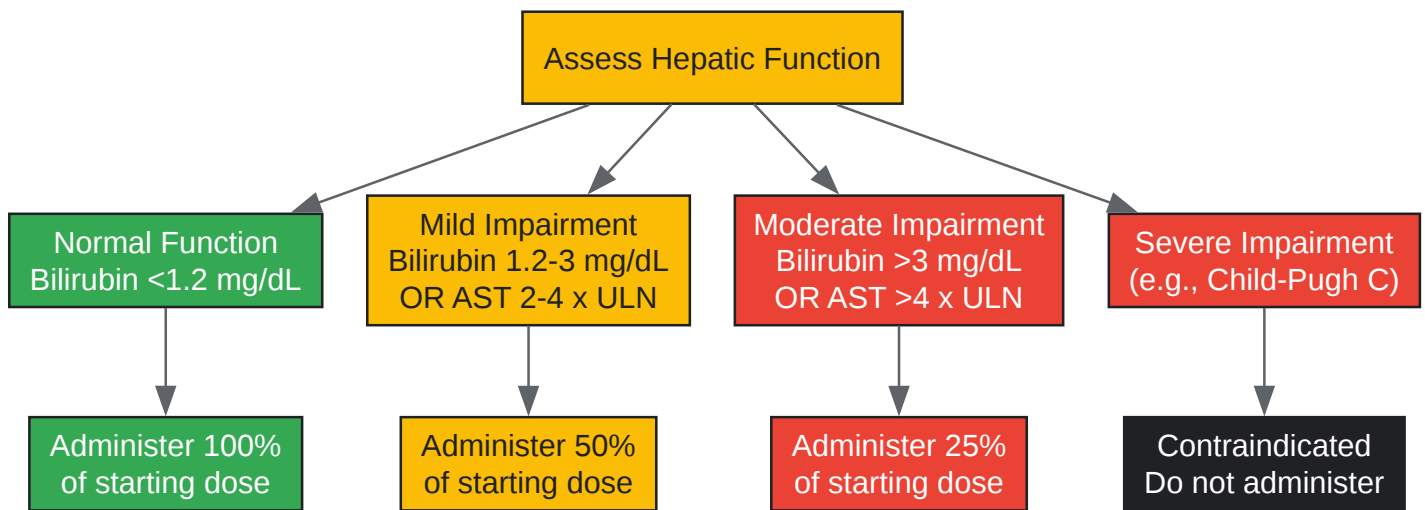 Assess Hepatic Function
Normal Function
Bilirubin <1.2 mg/dL
Mild Impairment
Bilirubin 1.2-3 mg/dL
OR AST 2-4 x ULN
Moderate Impairment
Bilirubin >3 mg/dL
OR AST >4 x ULN
Severe Impairment
(e.g., Child-Pugh C)
Administer 100%
of starting dose
Administer 50%
of starting dose
Administer 25%
of starting dose
Contraindicated
Do not administer